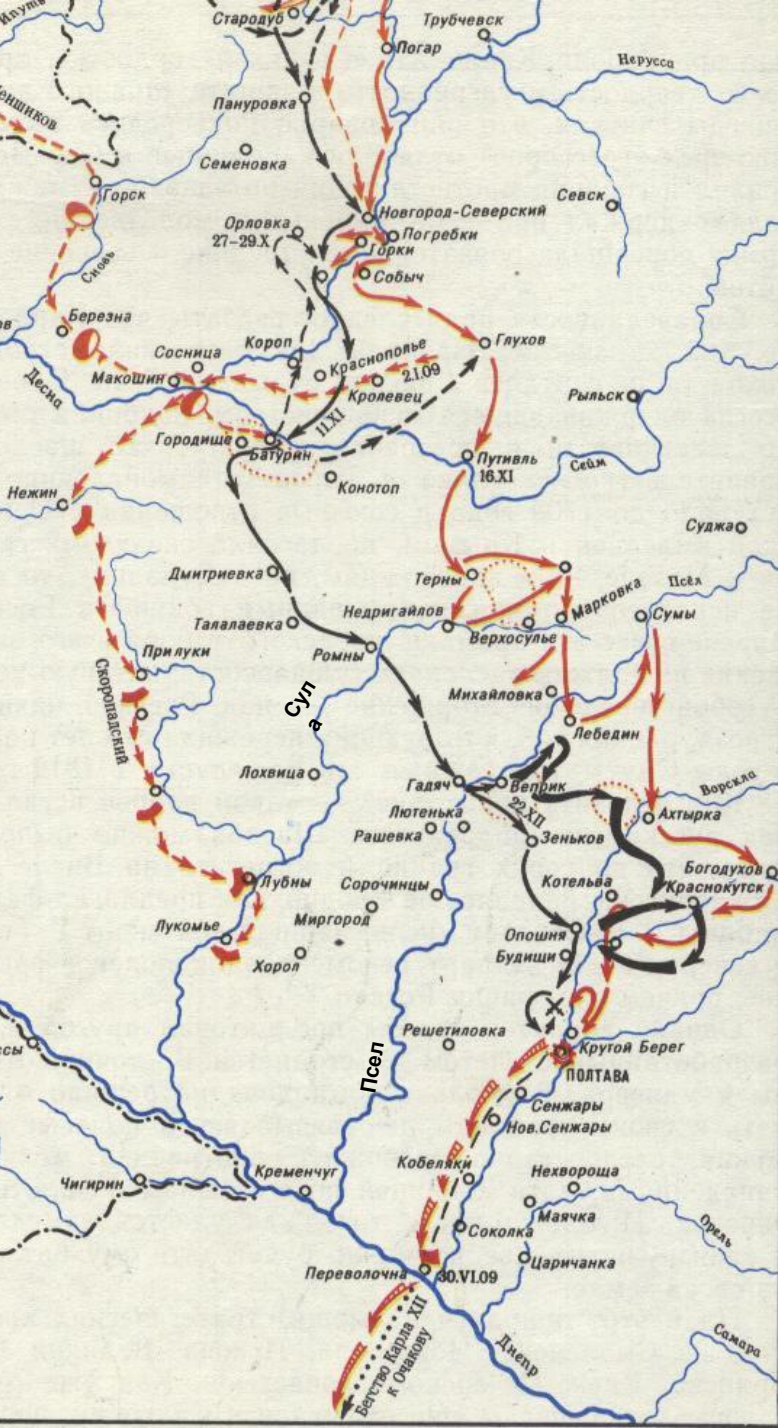 Ипуть
Стародуб
Трубчевск
Погар
Нерусса
Пануровка
Семеновка
Горск
Севск
Новгород-Северский
Орловка
27–29.X
Погребки
Горки
Собыч
Сновь
Березна
Короп
Глухов
Сосница
Краснополье
2.I.09
Макошин
Кролевец
Десна
Рыльск
11.XI
Городище
Батурин
Путивль
16.XI
Сейм
Конотоп
Нежин
Суджа
Дмитриевка
Терны
Псёл
Марковка
Талалаевка
Недригайлов
Сумы
Верхосулье
Ромны
Прилуки
Скоропадский
Сул
а
Михайловка
Лебедин
Лохвица
Гадяч
Веприк
22.XII
Ворскла
Лютенька
Ахтырка
Рашевка
Зеньков
Богодухов
Лубны
Сорочинцы
Котельва
Краснокутск
Миргород
Лукомье
Опошня
Хорол
Будищи
Решетиловка
Крутой Берег
Псел
ПОЛТАВА
Сенжары
Нов.Сенжары
Чигирин
Кременчуг
Кобеляки
Нехвороща
Маячка
Соколка
Орель
Царичанка
Переволочна
30.VI.09
Бегство Карла XII
к Очакову
Днепр
Самара